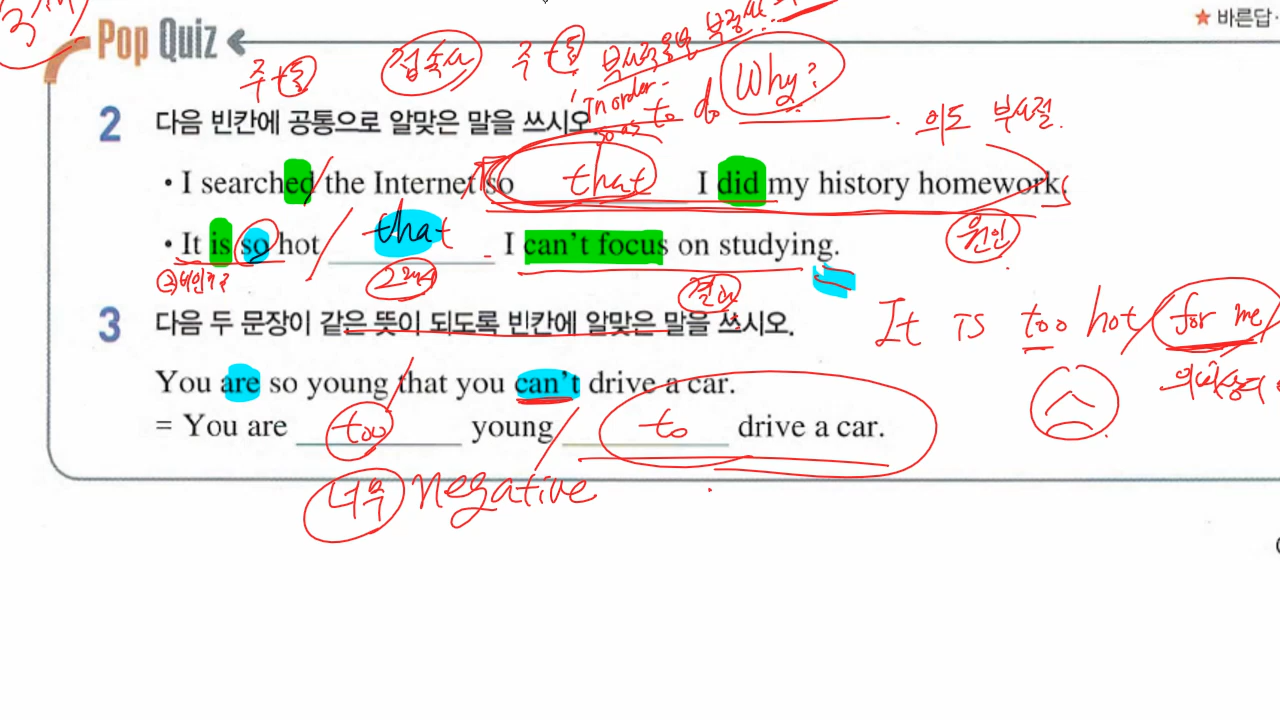 ★ 바른답·
Pop Quiz
주+동
접속사
주+동
Why?
In order -
so as to do
의도 부사절
2 다음 빈칸에 공통으로 알맞은 말을 쓰시오.
• I searched / the Internet so that I did my history homework.
• It is so hot / that I can't focus on studying.
원인
결과
3 다음 두 문장이 같은 뜻이 되도록 빈칸에 알맞은 말을 쓰시오.
It is too hot / for me
You are so young / that you can't drive a car.
= You are too young / to drive a car.
너무 negative